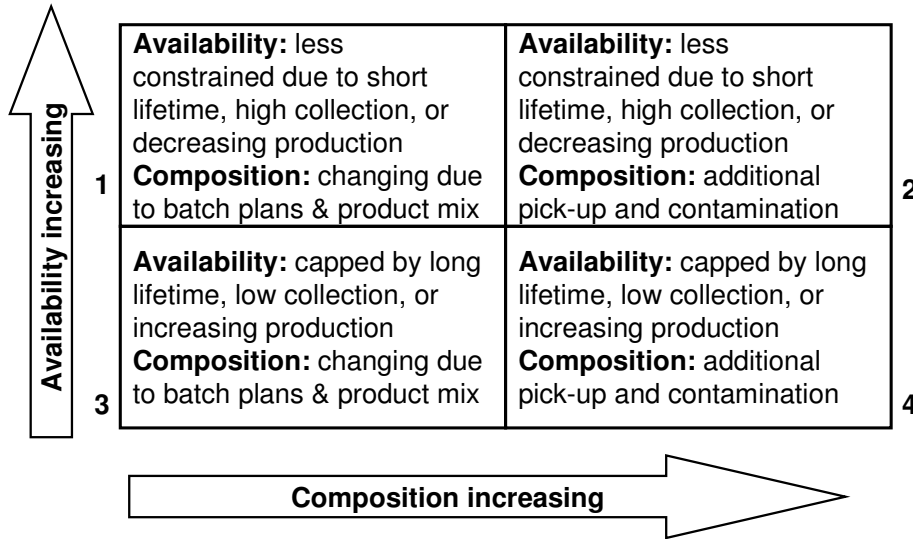 Availability increasing
1
Availability: less
constrained due to short
lifetime, high collection, or
decreasing production
Composition: changing due
to batch plans & product mix
Availability: less
constrained due to short
lifetime, high collection, or
decreasing production
Composition: additional
pick-up and contamination
2
3
Availability: capped by long
lifetime, low collection, or
increasing production
Composition: changing due
to batch plans & product mix
Availability: capped by long
lifetime, low collection, or
increasing production
Composition: additional
pick-up and contamination
4
Composition increasing